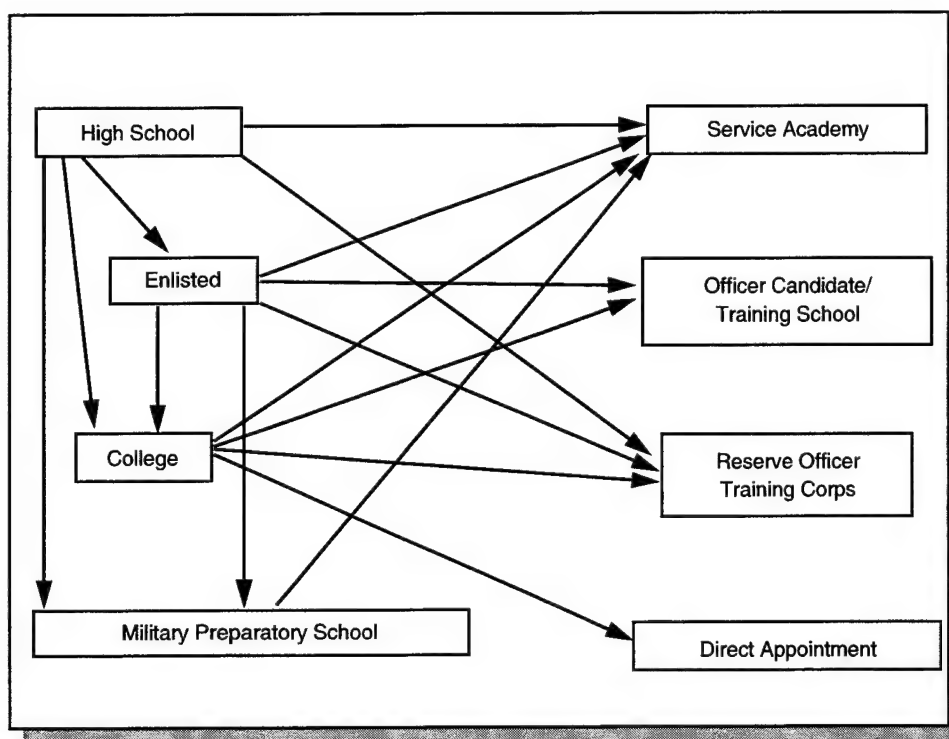 High School
Service Academy
Enlisted
Officer Candidate/
Training School
College
Reserve Officer
Training Corps
Military Preparatory School
Direct Appointment